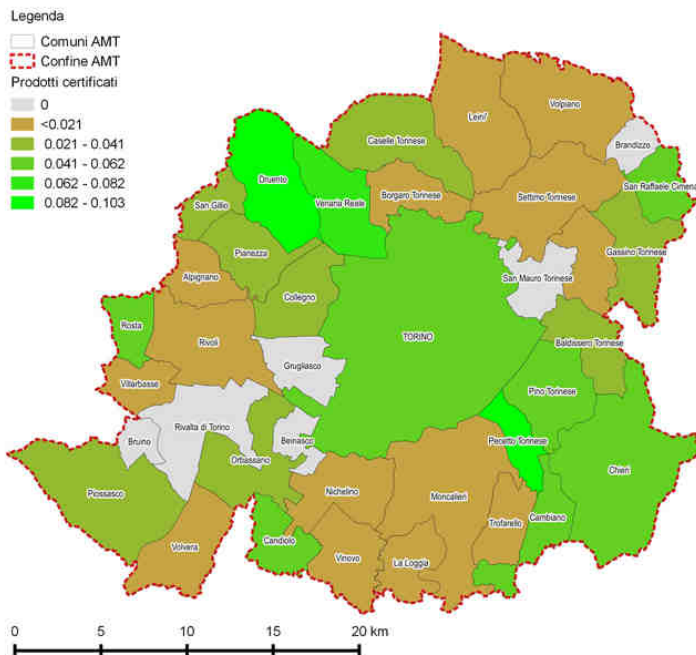 Legenda
Comuni AMT
Confine AMT
Prodotti certificati
0
<0.021
0.021 - 0.041
0.041 - 0.062
0.062 - 0.082
0.082 - 0.103
Leini'
Volpiano
Brandizzo
Caselle Torinese
San Raffaele Cimena
Druento
Venaria Reale
Borgaro Torinese
Settimo Torinese
San Gillio
Gassino Torinese
Pianezza
Alpignano
San Mauro Torinese
Collegno
Rosta
TORINO
Rivoli
Baldissero Torinese
Grugliasco
Villarbasse
Pino Torinese
Rivalta di Torino
Bruino
Beinasco
Pecetto Torinese
Orbassano
Chieri
Piossasco
Nichelino
Moncalieri
Trofarello
Cambiano
Candiolo
Volvera
Vinovo
La Loggia
0 5 10 15 20 km